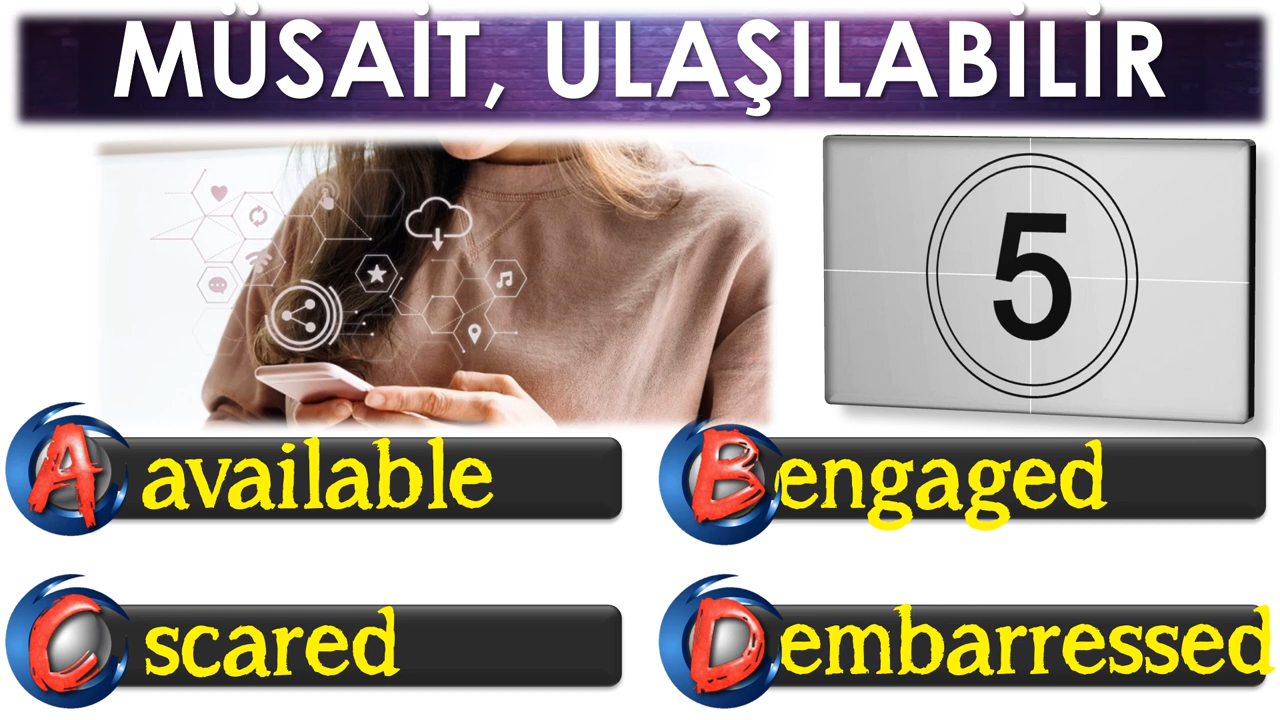 MÜSAİT, ULAŞILABİLİR
5
A available
B engaged
C scared
D embarressed